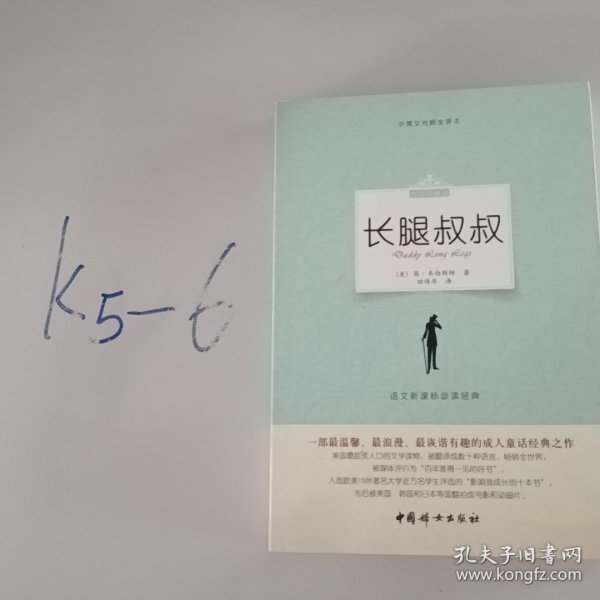 K5-6
中英文对照全译本
长腿叔叔
Daddy Long Legs
[美] 简·韦伯斯特 著
田伟华 译
语文新课标必读经典
一部最温馨、最浪漫、最诙谐有趣的成人童话经典之作
美国最脍炙人口的文学读物，被翻译成数十种语言，畅销全世界。
被媒体评价为“百年难得一见的好书”。
入选欧美15所著名大学近万名学生评选的“影响我成长的十本书”；
先后被美国、韩国和日本等国翻拍成电影和动画片。
中国妇女出版社
孔夫子旧书网
www.kongfz.com